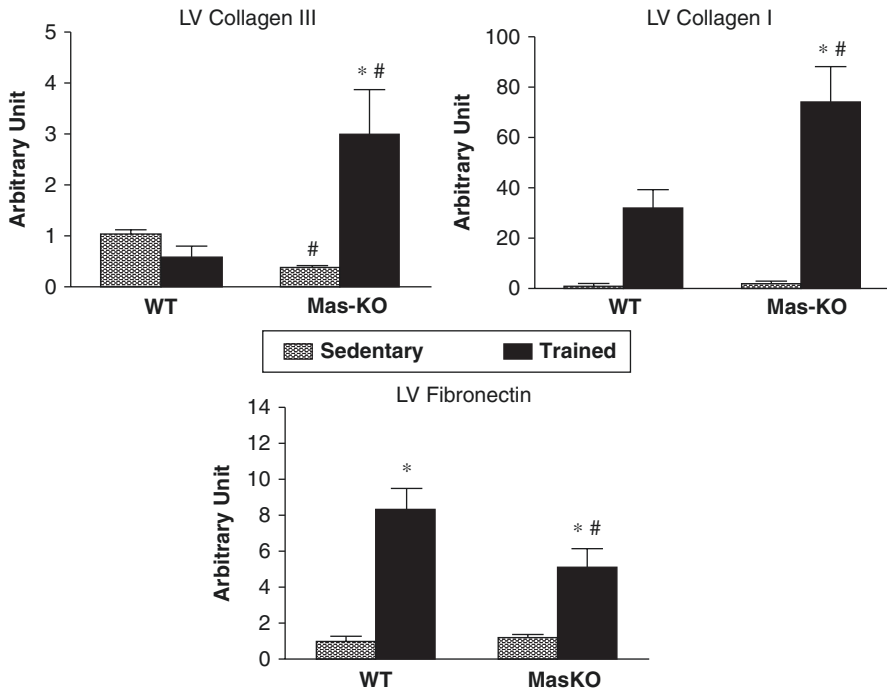 LV Collagen III
5
4
3
2
1
0
Arbitrary Unit
* #
#
WT Mas-KO
LV Collagen I
100
80
60
40
20
0
Arbitrary Unit
* #
WT Mas-KO
Sedentary Trained
LV Fibronectin
14
12
10
8
6
4
2
0
Arbitrary Unit
*
* #
WT MasKO